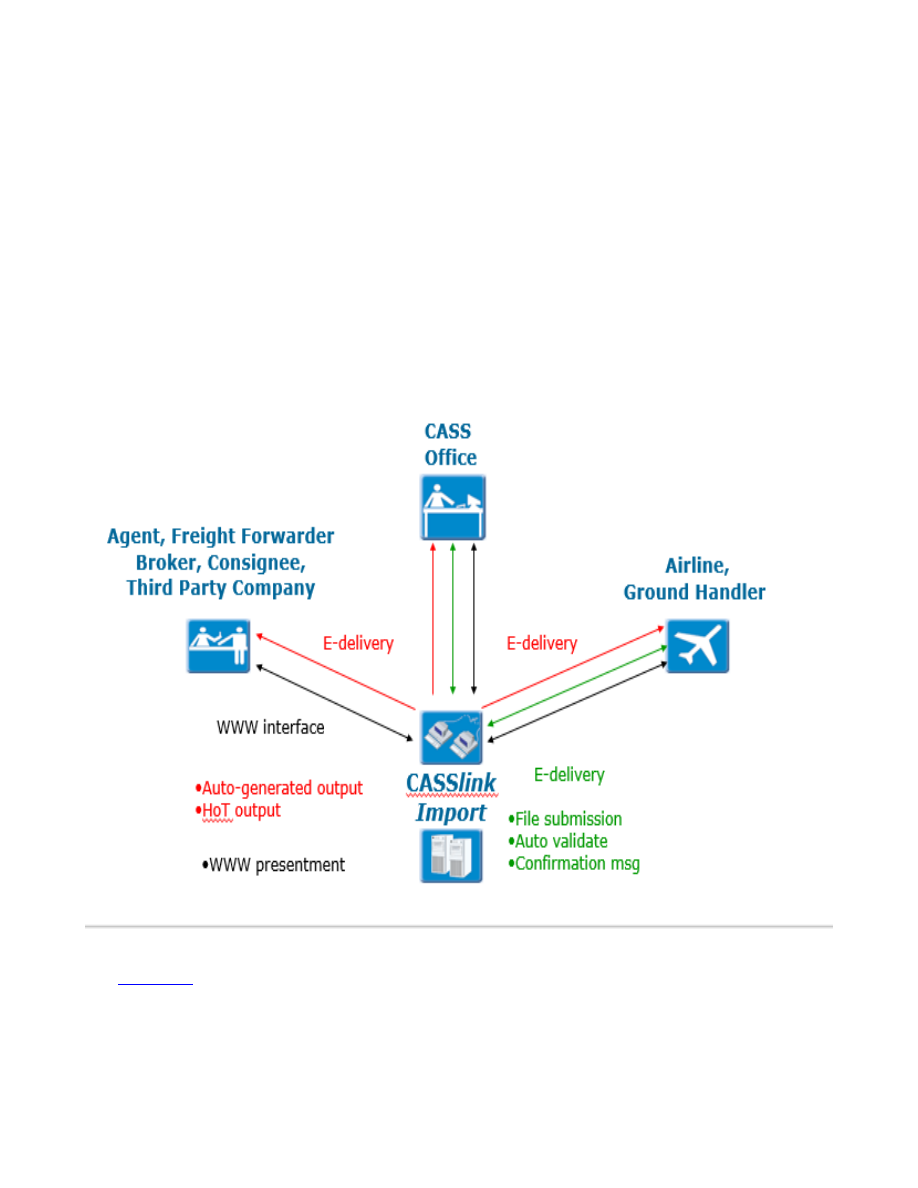 CASS
Office
Agent, Freight Forwarder
Broker, Consignee,
Third Party Company
Airline,
Ground Handler
E-delivery
E-delivery
WWW interface
•Auto-generated output
•HoT output
•WWW presentment
CASSlink
Import
E-delivery
•File submission
•Auto validate
•Confirmation msg